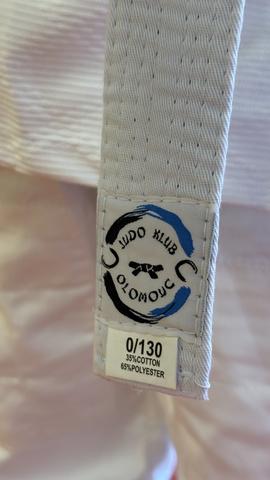 JUDO KLUB
OLOMOUC
0/130
35%COTTON
65%POLYESTER